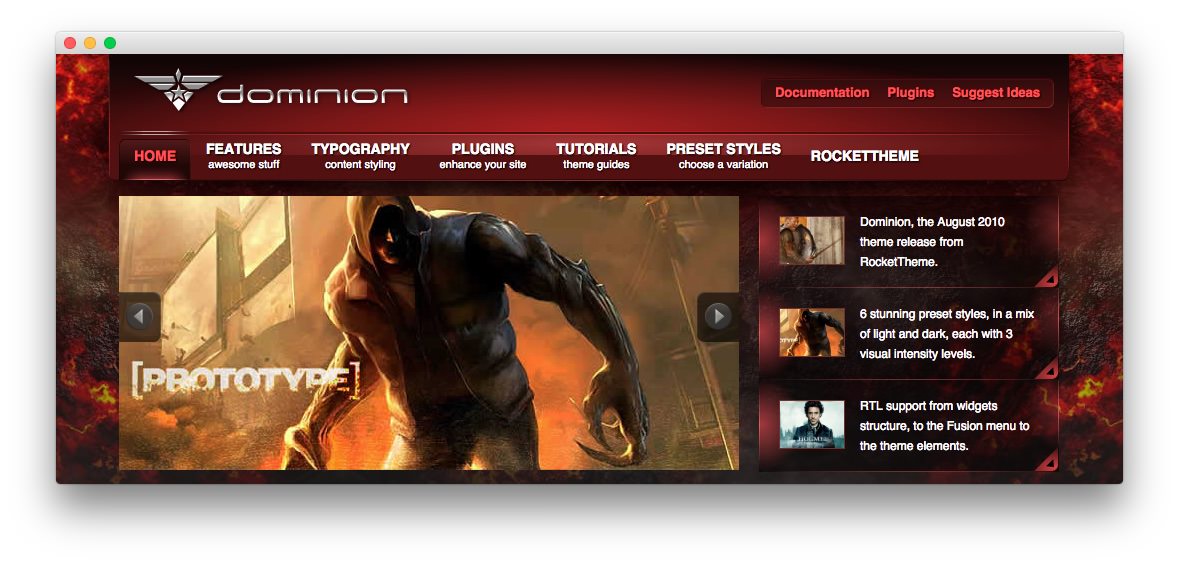 dominion
Documentation Plugins Suggest Ideas
HOME FEATURES TYPOGRAPHY PLUGINS TUTORIALS PRESET STYLES ROCKETTHEME
awesome stuff content styling enhance your site theme guides choose a variation
[PROTOTYPE]
Dominion, the August 2010
theme release from
RocketTheme.
6 stunning preset styles, in a mix
of light and dark, each with 3
visual intensity levels.
RTL support from widgets
structure, to the Fusion menu to
the theme elements.